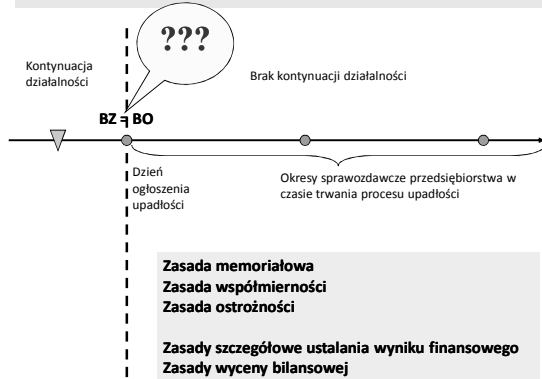 ???
Kontynuacja
działalności
Brak kontynuacji działalności
BZ = BO
Dzień
ogłoszenia
upadłości
Okresy sprawozdawcze przedsiębiorstwa w
czasie trwania procesu upadłości
Zasada memoriałowa
Zasada współmierności
Zasada ostrożności
Zasady szczegółowe ustalania wyniku finansowego
Zasady wyceny bilansowej